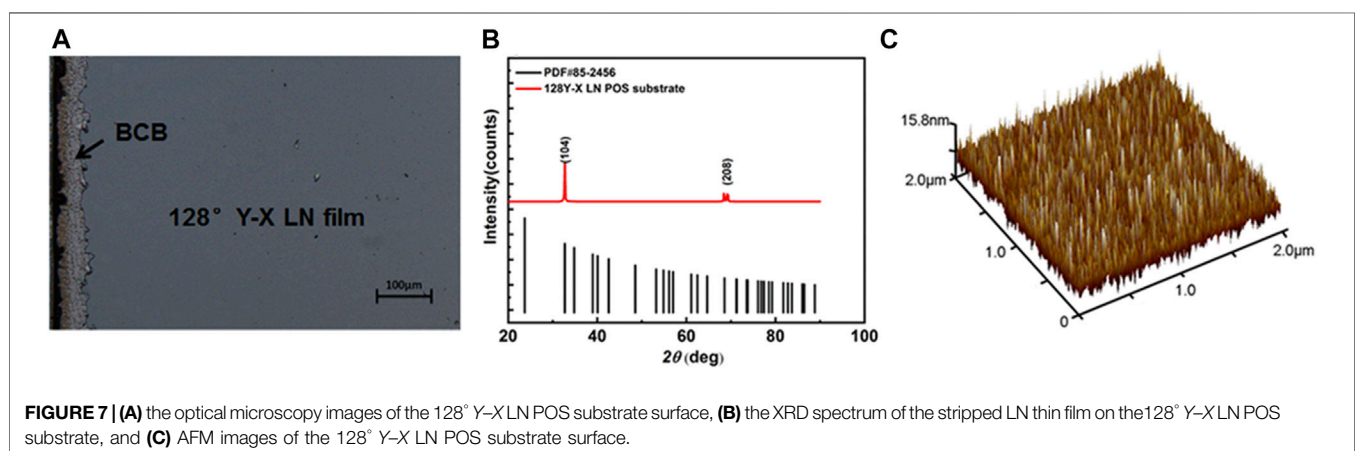 A
BCB
128° Y-X LN film
100μm
B
Intensity(counts)
PDF#85-2456
128Y-X LN POS substrate
(104)
(208)
20
40
60
80
100
2θ (deg)
C
15.8nm
2.0μm
1.0
0
1.0
2.0μm
FIGURE 7 | (A) the optical microscopy images of the 128° Y–X LN POS substrate surface, (B) the XRD spectrum of the stripped LN thin film on the128° Y–X LN POS
substrate, and (C) AFM images of the 128° Y–X LN POS substrate surface.